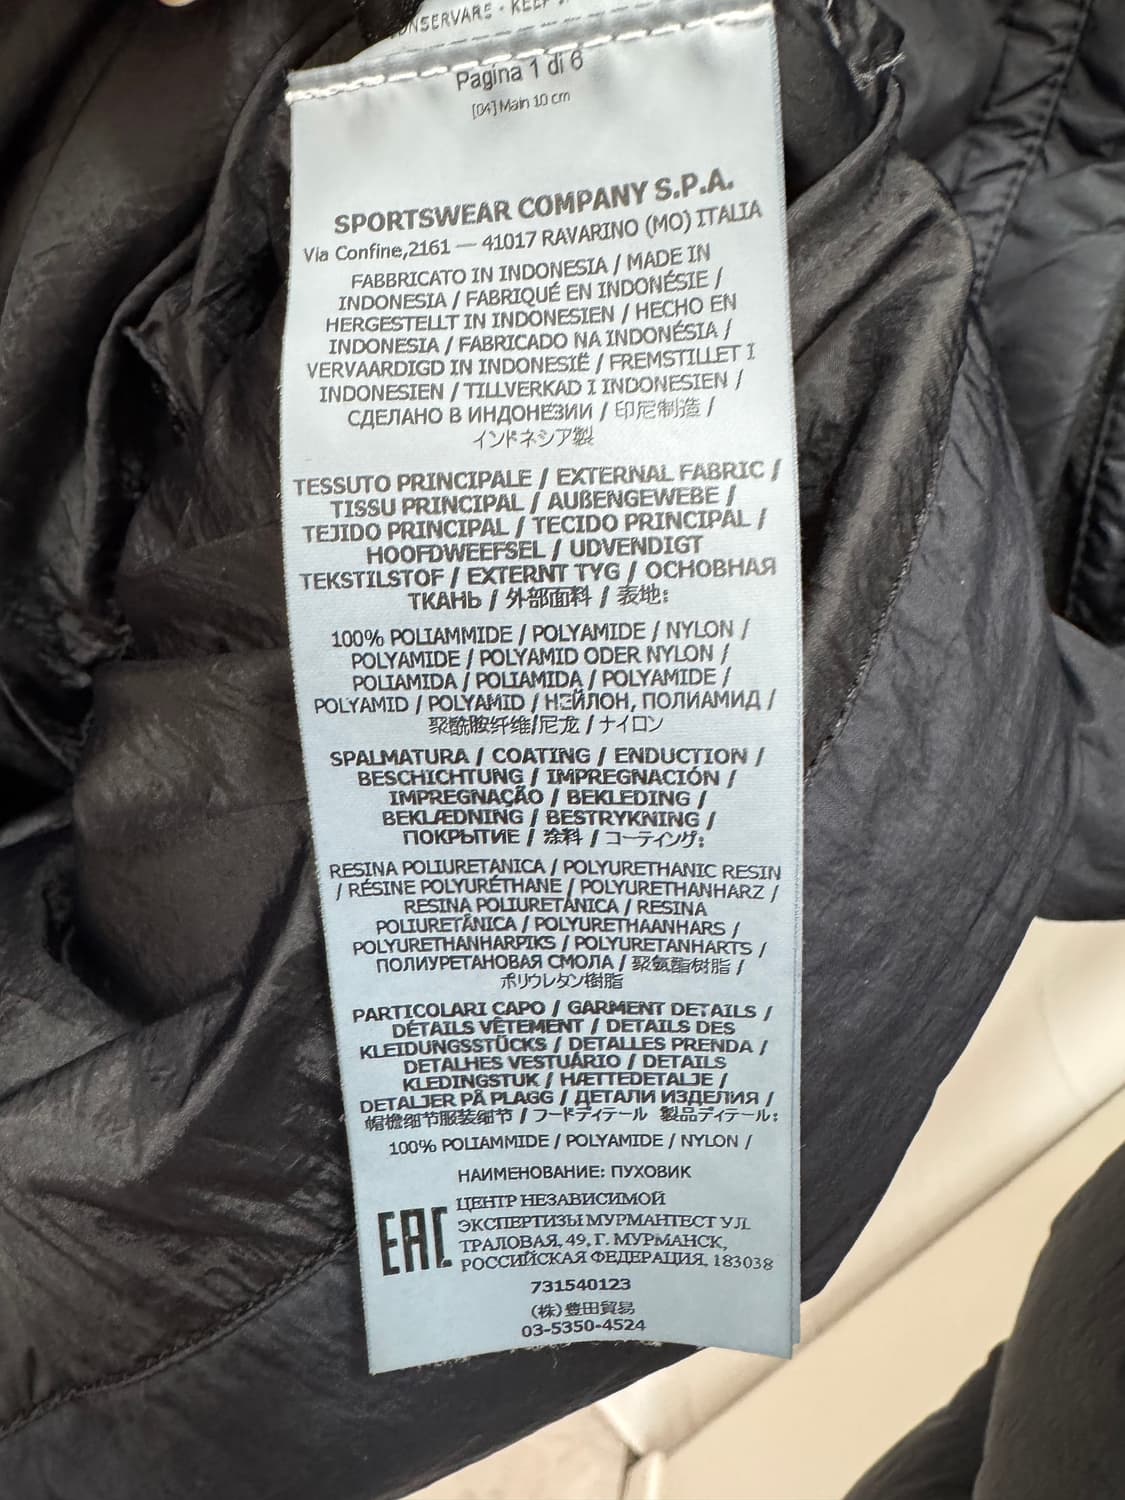 CONSERVARE - KEEP
Pagina 1 di 6
[04] Main 10 cm
SPORTSWEAR COMPANY S.P.A.
Via Confine,2161 — 41017 RAVARINO (MO) ITALIA
FABBRICATO IN INDONESIA / MADE IN
INDONESIA / FABRIQUÉ EN INDONÉSIE /
HERGESTELLT IN INDONESIEN / HECHO EN
INDONESIA / FABRICADO NA INDONÉSIA /
VERVAARDIGD IN INDONESIË / FREMSTILLET I
INDONESIEN / TILLVERKAD I INDONESIEN /
СДЕЛАНО В ИНДОНЕЗИИ / 印尼制造 /
インドネシア製
TESSUTO PRINCIPALE / EXTERNAL FABRIC /
TISSU PRINCIPAL / AUßENGEWEBE /
TEJIDO PRINCIPAL / TECIDO PRINCIPAL /
HOOFDWEEFSEL / UDVENDIGT
TEKSTILSTOF / EXTERNT TYG / ОСНОВНАЯ
ТКАНЬ / 外部面料 / 表地:
100% POLIAMMIDE / POLYAMIDE / NYLON /
POLYAMIDE / POLYAMID ODER NYLON /
POLIAMIDA / POLIAMIDA / POLYAMIDE /
POLYAMID / POLYAMID / НЕЙЛОН, ПОЛИАМИД /
聚酰胺纤维/尼龙 / ナイロン
SPALMATURA / COATING / ENDUCTION /
BESCHICHTUNG / IMPREGNACIÓN /
IMPREGNAÇÃO / BEKLEDING /
BEKLÆDNING / BESTRYKNING /
ПОКРЫТИЕ / 涂料 / コーティング:
RESINA POLIURETANICA / POLYURETHANIC RESIN
/ RÉSINE POLYURÉTHANE / POLYURETHANHARZ /
RESINA POLIURETÁNICA / RESINA
POLIURETÂNICA / POLYURETHAANHARS /
POLYURETHANHARPIKS / POLYURETANHARTS /
ПОЛИУРЕТАНОВАЯ СМОЛА / 聚氨酯树脂 /
ポリウレタン樹脂
PARTICOLARI CAPO / GARMENT DETAILS /
DÉTAILS VÊTEMENT / DETAILS DES
KLEIDUNGSSTÜCKS / DETALLES PRENDA /
DETALHES VESTUÁRIO / DETAILS
KLEDINGSTUK / HÆTTEDETALJE /
DETALJER PÅ PLAGG / ДЕТАЛИ ИЗДЕЛИЯ /
帽檐细节服装细节 / フードディテール 製品ディテール:
100% POLIAMMIDE / POLYAMIDE / NYLON /
НАИМЕНОВАНИЕ: ПУХОВИК
EAC
ЦЕНТР НЕЗАВИСИМОЙ
ЭКСПЕРТИЗЫ МУРМАНТЕСТ УЛ.
ТРАЛОВАЯ, 49, Г. МУРМАНСК,
РОССИЙСКАЯ ФЕДЕРАЦИЯ, 183038
731540123
(株)豊田貿易
03-5350-4524